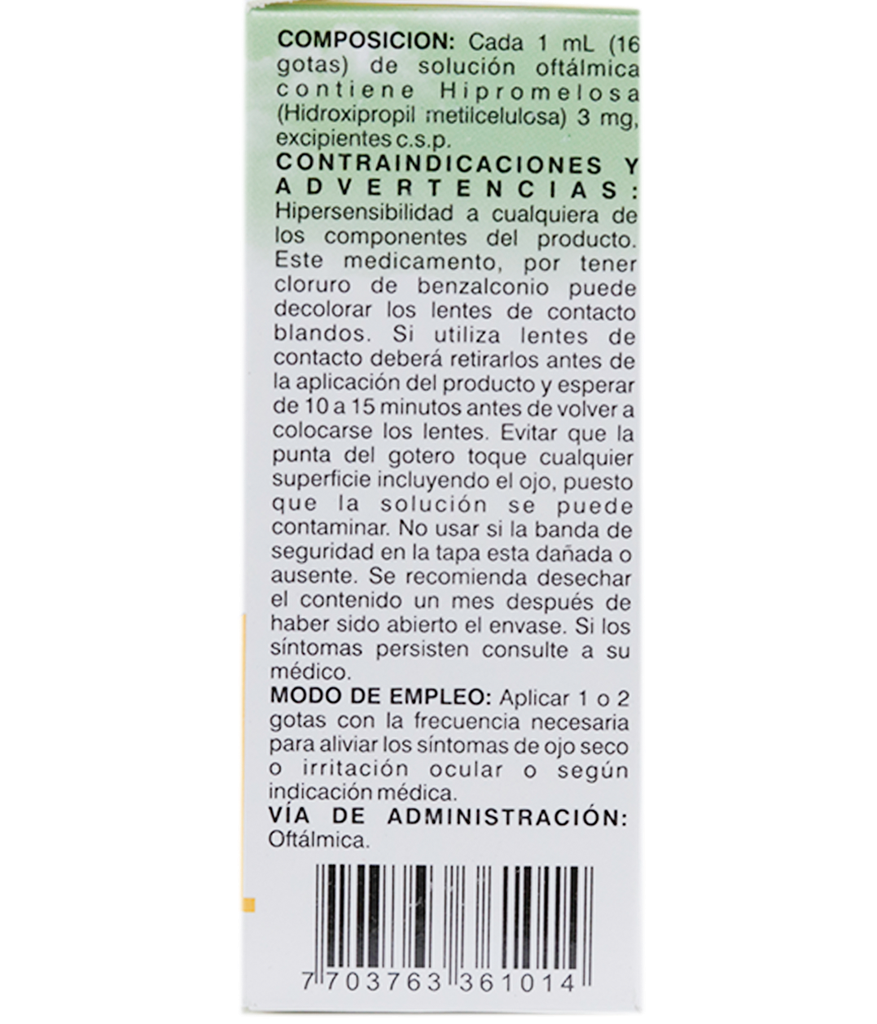 COMPOSICION: Cada 1 mL (16
gotas) de solución oftálmica
contiene Hipromelosa
(Hidroxipropil metilcelulosa) 3 mg,
excipientes c.s.p.
CONTRAINDICACIONES Y
ADVERTENCIAS:
Hipersensibilidad a cualquiera de
los componentes del producto.
Este medicamento, por tener
cloruro de benzalconio puede
decolorar los lentes de contacto
blandos. Si utiliza lentes de
contacto deberá retirarlos antes de
la aplicación del producto y esperar
de 10 a 15 minutos antes de volver a
colocarse los lentes. Evitar que la
punta del gotero toque cualquier
superficie incluyendo el ojo, puesto
que la solución se puede
contaminar. No usar si la banda de
seguridad en la tapa esta dañada o
ausente. Se recomienda desechar
el contenido un mes después de
haber sido abierto el envase. Si los
síntomas persisten consulte a su
médico.
MODO DE EMPLEO: Aplicar 1 o 2
gotas con la frecuencia necesaria
para aliviar los síntomas de ojo seco
o irritación ocular o según
indicación médica.
VÍA DE ADMINISTRACIÓN:
Oftálmica.
7 703763 361014